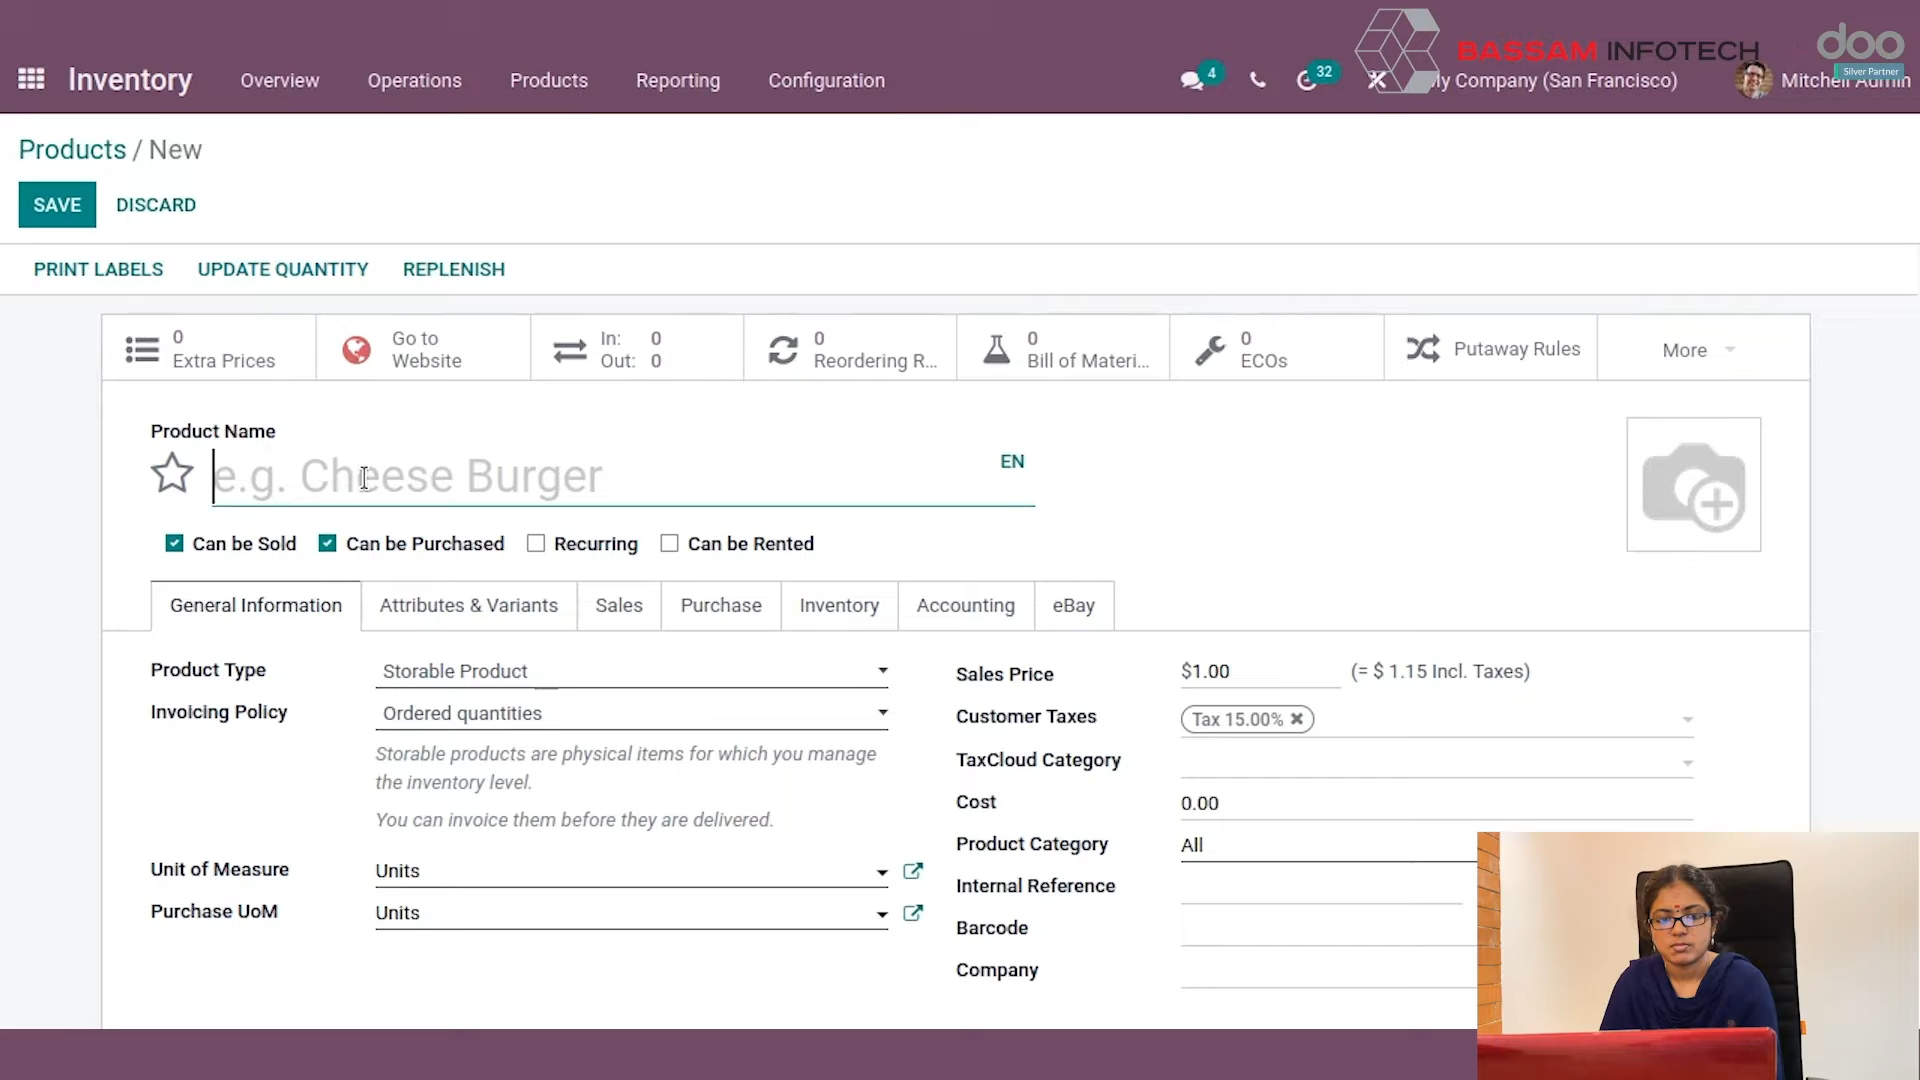 BASSAM INFOTECH
doo
Silver Partner
Inventory Overview Operations Products Reporting Configuration 4 32 My Company (San Francisco) Mitchell Admin
Products / New
SAVE DISCARD
PRINT LABELS UPDATE QUANTITY REPLENISH
0 Extra Prices
Go to Website
In: 0
Out: 0
0 Reordering R...
0 Bill of Materi...
0 ECOs
Putaway Rules
More
Product Name
e.g. Cheese Burger EN
Can be Sold Can be Purchased Recurring Can be Rented
General Information Attributes & Variants Sales Purchase Inventory Accounting eBay
Product Type Storable Product
Invoicing Policy Ordered quantities
Storable products are physical items for which you manage
the inventory level.
You can invoice them before they are delivered.
Unit of Measure Units
Purchase UoM Units
Sales Price $1.00 (= $ 1.15 Incl. Taxes)
Customer Taxes Tax 15.00%
TaxCloud Category
Cost 0.00
Product Category All
Internal Reference
Barcode
Company